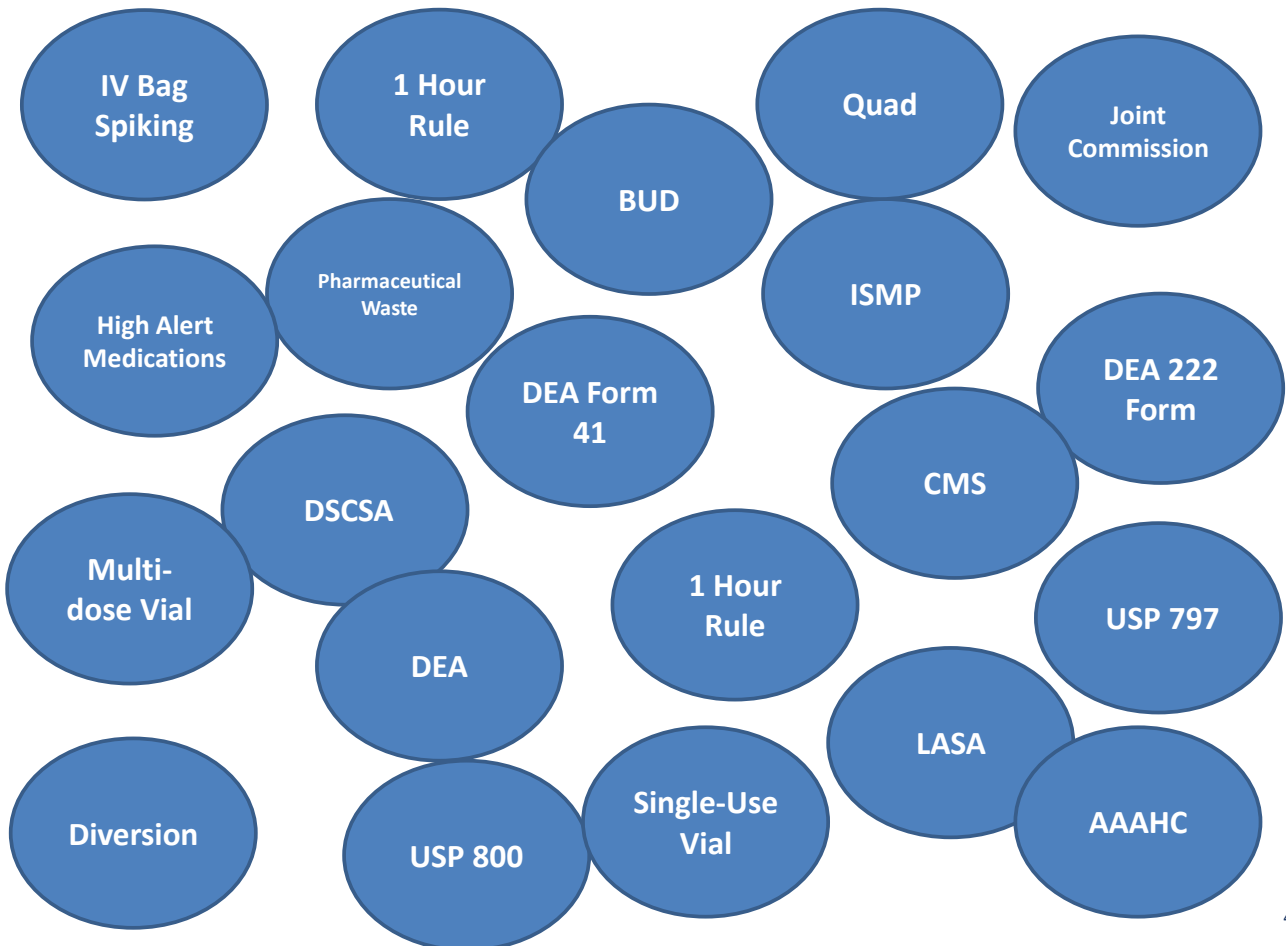 IV Bag
Spiking
1 Hour
Rule
Quad
Joint
Commission
BUD
Pharmaceutical
Waste
ISMP
High Alert
Medications
DEA Form
41
DEA 222
Form
DSCSA
CMS
Multi-
dose Vial
1 Hour
Rule
USP 797
DEA
LASA
Diversion
USP 800
Single-Use
Vial
AAAHC